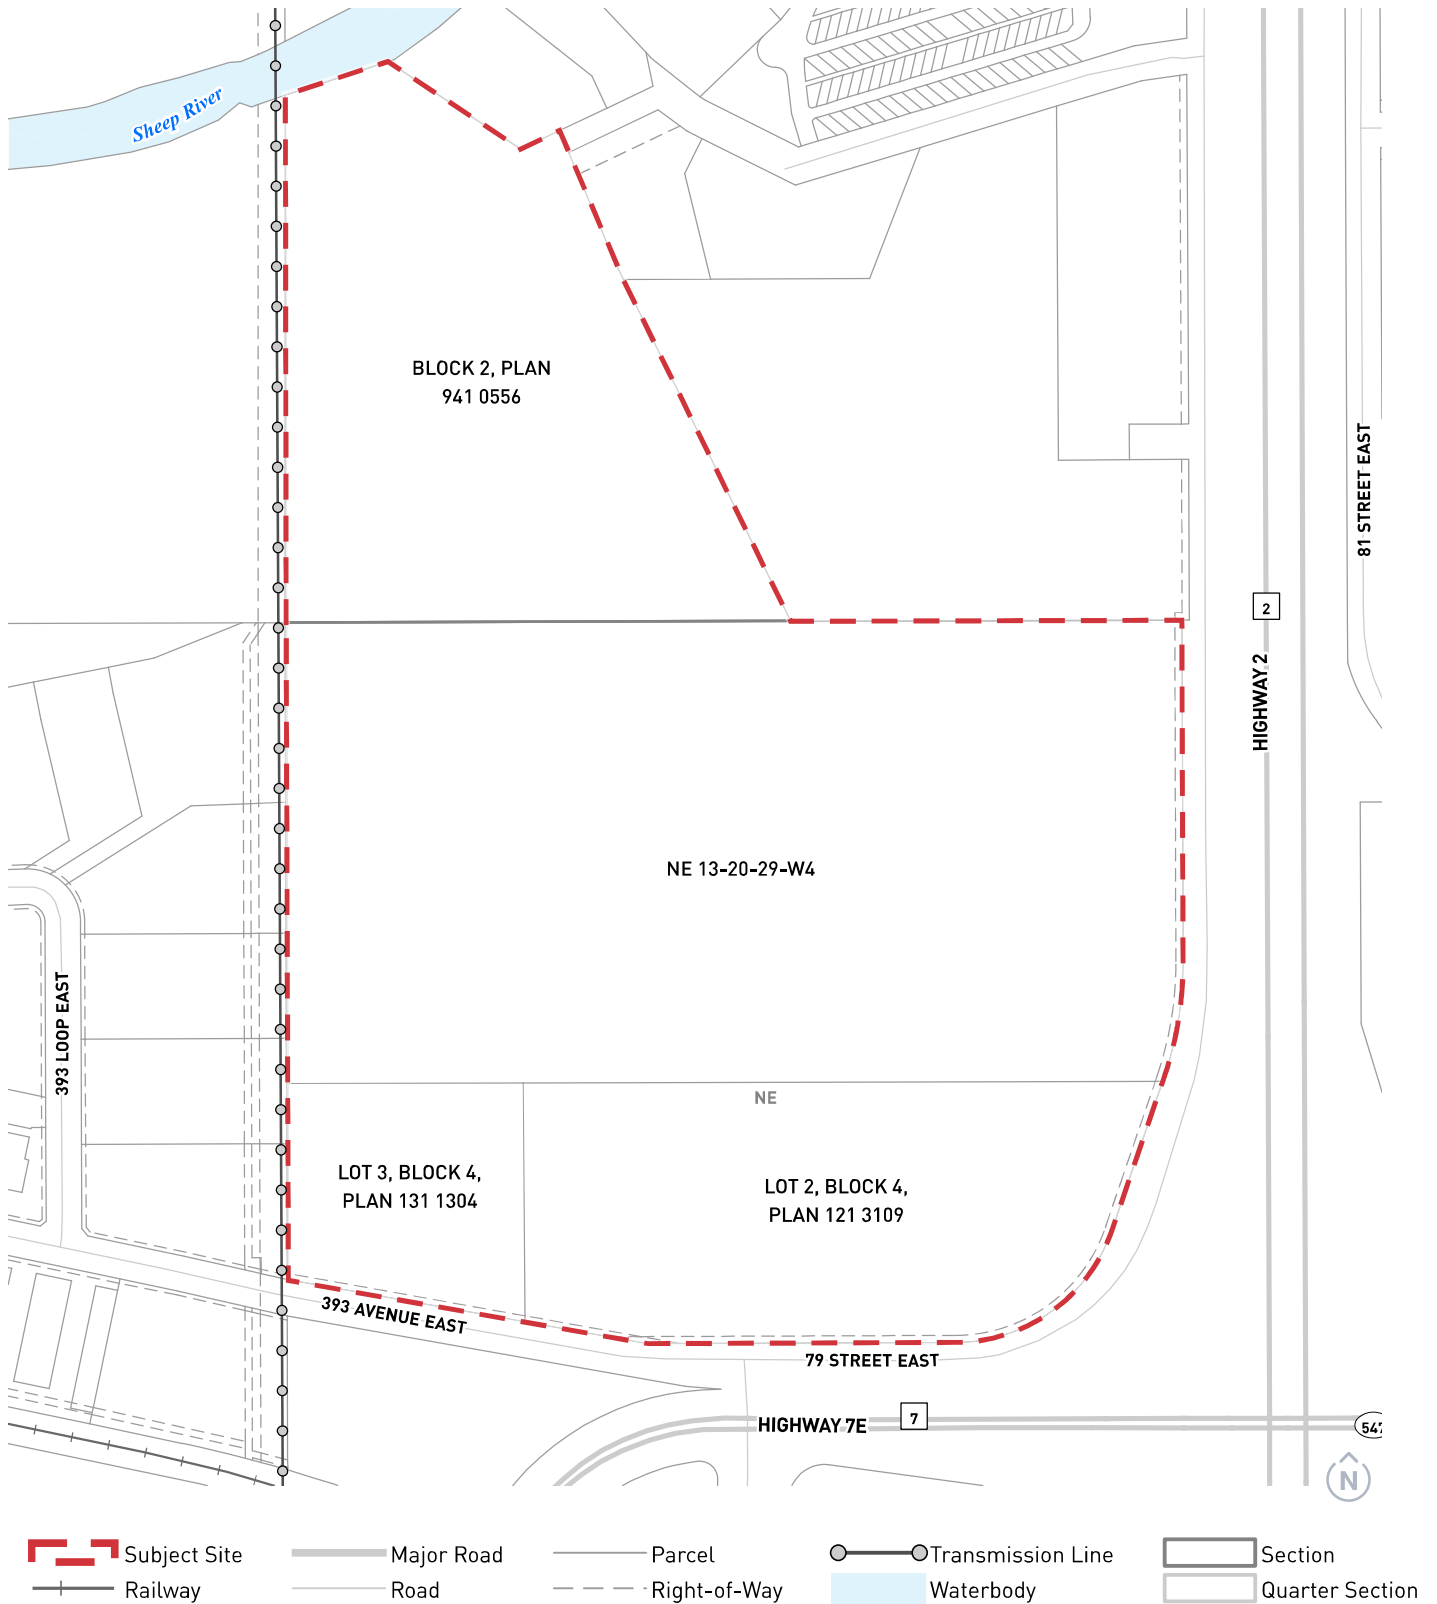 Sheep River
BLOCK 2, PLAN
941 0556
81 STREET EAST
2
HIGHWAY 2
NE 13-20-29-W4
393 LOOP EAST
NE
LOT 3, BLOCK 4,
PLAN 131 1304
LOT 2, BLOCK 4,
PLAN 121 3109
393 AVENUE EAST
79 STREET EAST
HIGHWAY 7E
7
547
N
Subject Site
Major Road
Parcel
Transmission Line
Section
Railway
Road
Right-of-Way
Waterbody
Quarter Section